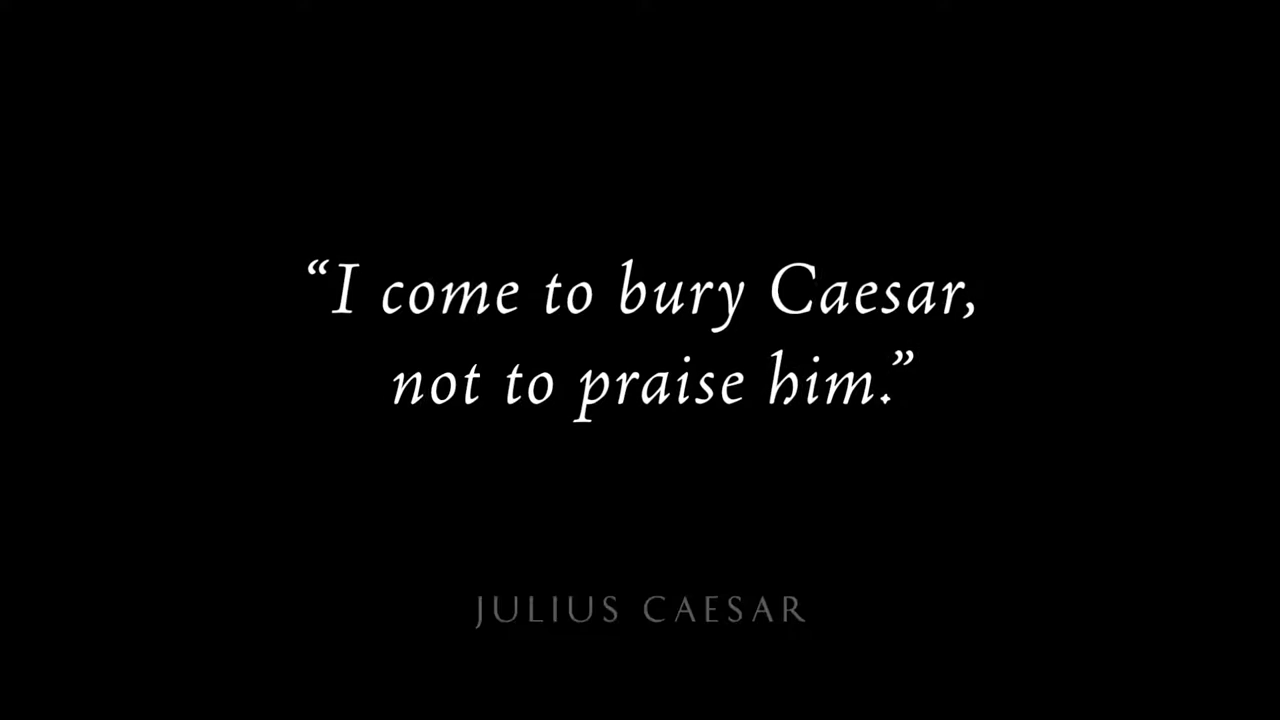 “I come to bury Caesar,
not to praise him.”
JULIUS CAESAR